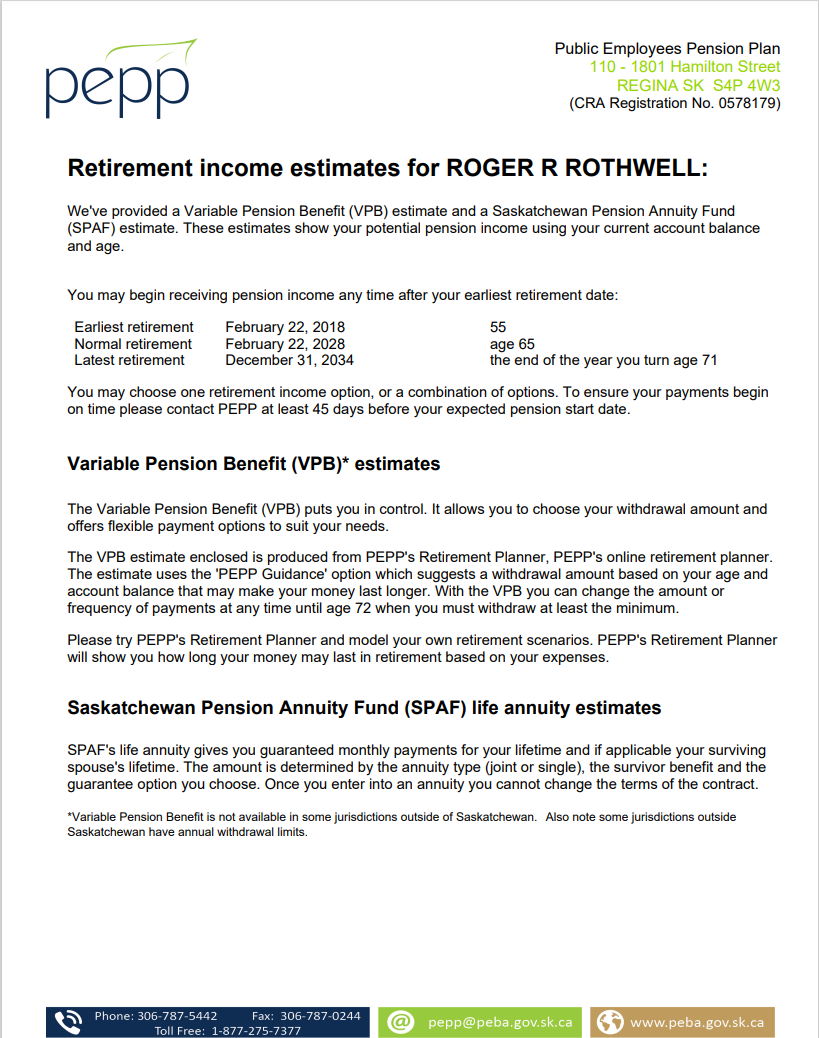 pepp
Public Employees Pension Plan
110 - 1801 Hamilton Street
REGINA SK  S4P 4W3
(CRA Registration No. 0578179)
Retirement income estimates for ROGER R ROTHWELL:
We've provided a Variable Pension Benefit (VPB) estimate and a Saskatchewan Pension Annuity Fund
(SPAF) estimate. These estimates show your potential pension income using your current account balance
and age.
You may begin receiving pension income any time after your earliest retirement date:
Earliest retirement February 22, 2018 55
Normal retirement February 22, 2028 age 65
Latest retirement December 31, 2034 the end of the year you turn age 71
You may choose one retirement income option, or a combination of options. To ensure your payments begin
on time please contact PEPP at least 45 days before your expected pension start date.
Variable Pension Benefit (VPB)* estimates
The Variable Pension Benefit (VPB) puts you in control. It allows you to choose your withdrawal amount and
offers flexible payment options to suit your needs.
The VPB estimate enclosed is produced from PEPP's Retirement Planner, PEPP's online retirement planner.
The estimate uses the 'PEPP Guidance' option which suggests a withdrawal amount based on your age and
account balance that may make your money last longer. With the VPB you can change the amount or
frequency of payments at any time until age 72 when you must withdraw at least the minimum.
Please try PEPP's Retirement Planner and model your own retirement scenarios. PEPP's Retirement Planner
will show you how long your money may last in retirement based on your expenses.
Saskatchewan Pension Annuity Fund (SPAF) life annuity estimates
SPAF's life annuity gives you guaranteed monthly payments for your lifetime and if applicable your surviving
spouse's lifetime. The amount is determined by the annuity type (joint or single), the survivor benefit and the
guarantee option you choose. Once you enter into an annuity you cannot change the terms of the contract.
*Variable Pension Benefit is not available in some jurisdictions outside of Saskatchewan.   Also note some jurisdictions outside
Saskatchewan have annual withdrawal limits.
Phone: 306-787-5442 Fax: 306-787-0244
Toll Free: 1-877-275-7377
pepp@peba.gov.sk.ca
www.peba.gov.sk.ca